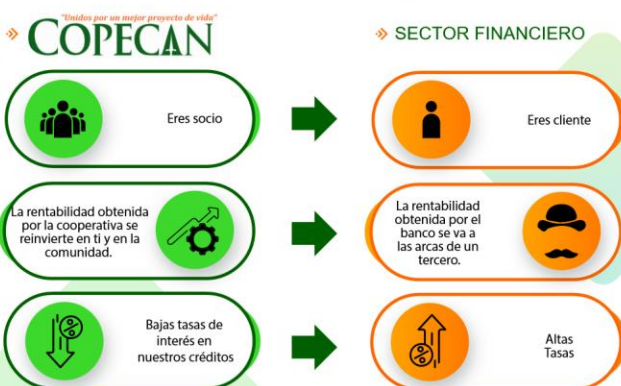 "Unidos por un mejor proyecto de vida"
COPECAN
SECTOR FINANCIERO
Eres socio
Eres cliente
La rentabilidad obtenida
por la cooperativa se
reinvierte en ti y en la
comunidad.
La rentabilidad
obtenida por el
banco se va a
las arcas de un
tercero.
Bajas tasas de
interés en
nuestros créditos
Altas
Tasas